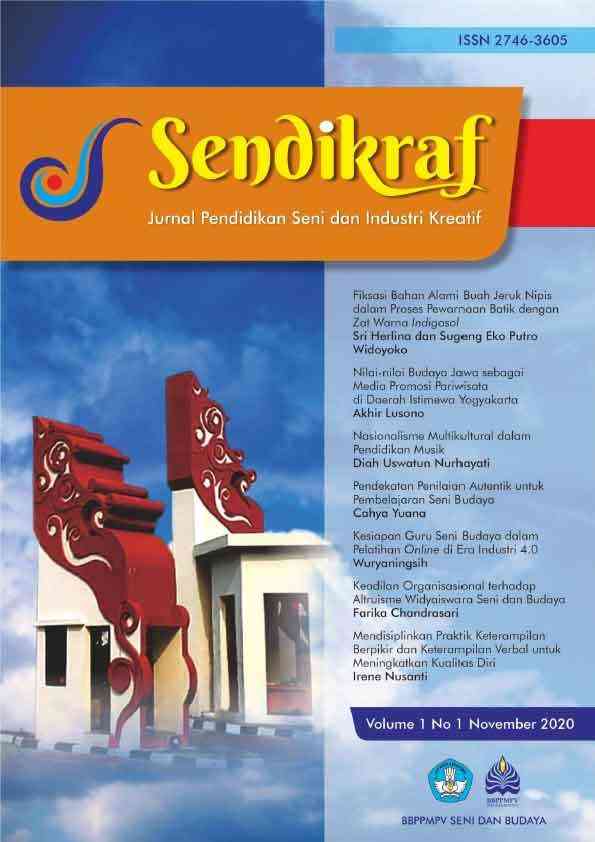 ISSN 2746-3605
Sendikraf
Jurnal Pendidikan Seni dan Industri Kreatif
Fiksasi Bahan Alami Buah Jeruk Nipis
dalam Proses Pewarnaan Batik dengan
Zat Warna Indigosol
Sri Herlina dan Sugeng Eko Putro
Widoyoko
Nilai-nilai Budaya Jawa sebagai
Media Promosi Pariwisata
di Daerah Istimewa Yogyakarta
Akhir Lusono
Nasionalisme Multikultural dalam
Pendidikan Musik
Diah Uswatun Nurhayati
Pendekatan Penilaian Autentik untuk
Pembelajaran Seni Budaya
Cahya Yuana
Kesiapan Guru Seni Budaya dalam
Pelatihan Online di Era Industri 4.0
Wuryaningsih
Keadilan Organisasional terhadap
Altruisme Widyaiswara Seni dan Budaya
Farika Chandrasari
Mendisiplinkan Praktik Keterampilan
Berpikir dan Keterampilan Verbal untuk
Meningkatkan Kualitas Diri
Irene Nusanti
Volume 1 No 1 November 2020
BBPPMPV
BBPPMPV SENI DAN BUDAYA